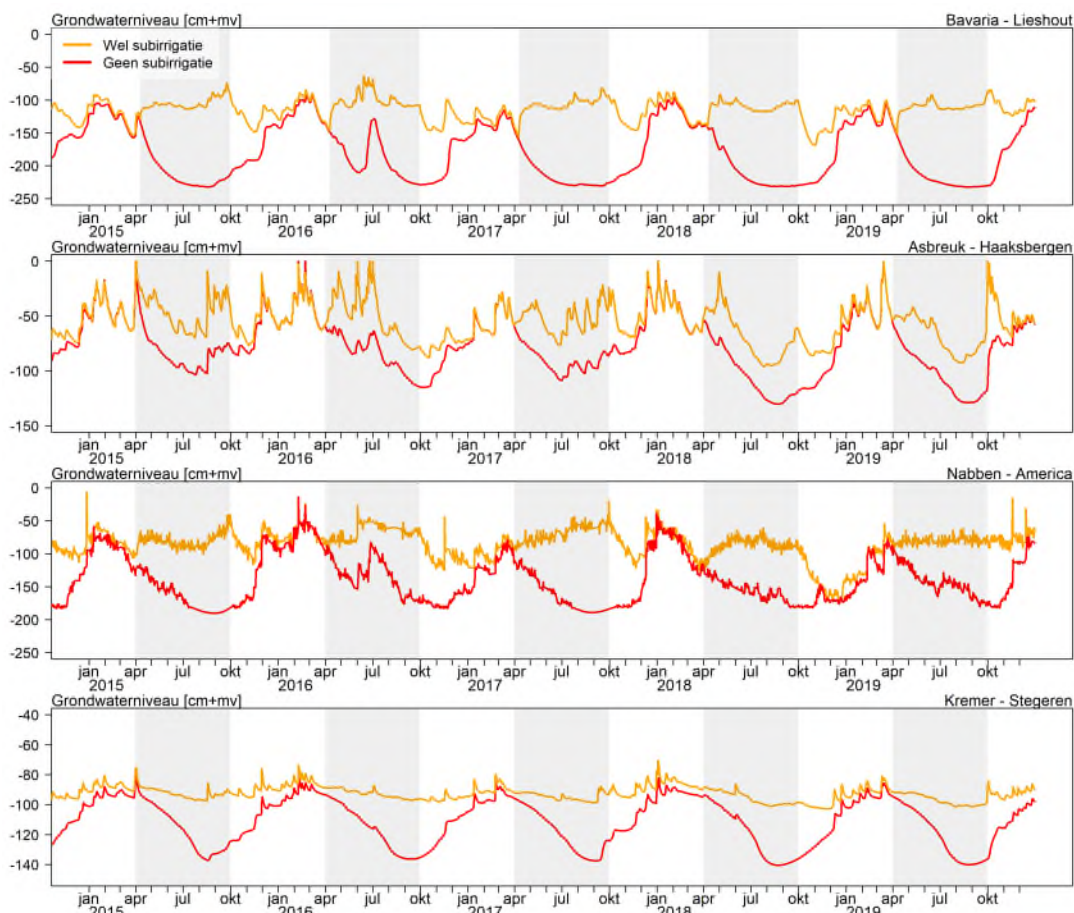 Grondwaterniveau [cm+mv] Bavaria - Lieshout
Wel subirrigatie
Geen subirrigatie
0
-50
-100
-150
-200
-250
jan apr jul okt jan apr jul okt jan apr jul okt jan apr jul okt jan apr jul okt
2015 2016 2017 2018 2019
Grondwaterniveau [cm+mv] Asbreuk - Haaksbergen
0
-50
-100
-150
jan apr jul okt jan apr jul okt jan apr jul okt jan apr jul okt jan apr jul okt
2015 2016 2017 2018 2019
Grondwaterniveau [cm+mv] Nabben - America
0
-50
-100
-150
-200
-250
jan apr jul okt jan apr jul okt jan apr jul okt jan apr jul okt jan apr jul okt
2015 2016 2017 2018 2019
Grondwaterniveau [cm+mv] Kremer - Stegeren
-40
-60
-80
-100
-120
-140
jan apr jul okt jan apr jul okt jan apr jul okt jan apr jul okt jan apr jul okt
2015 2016 2017 2018 2019